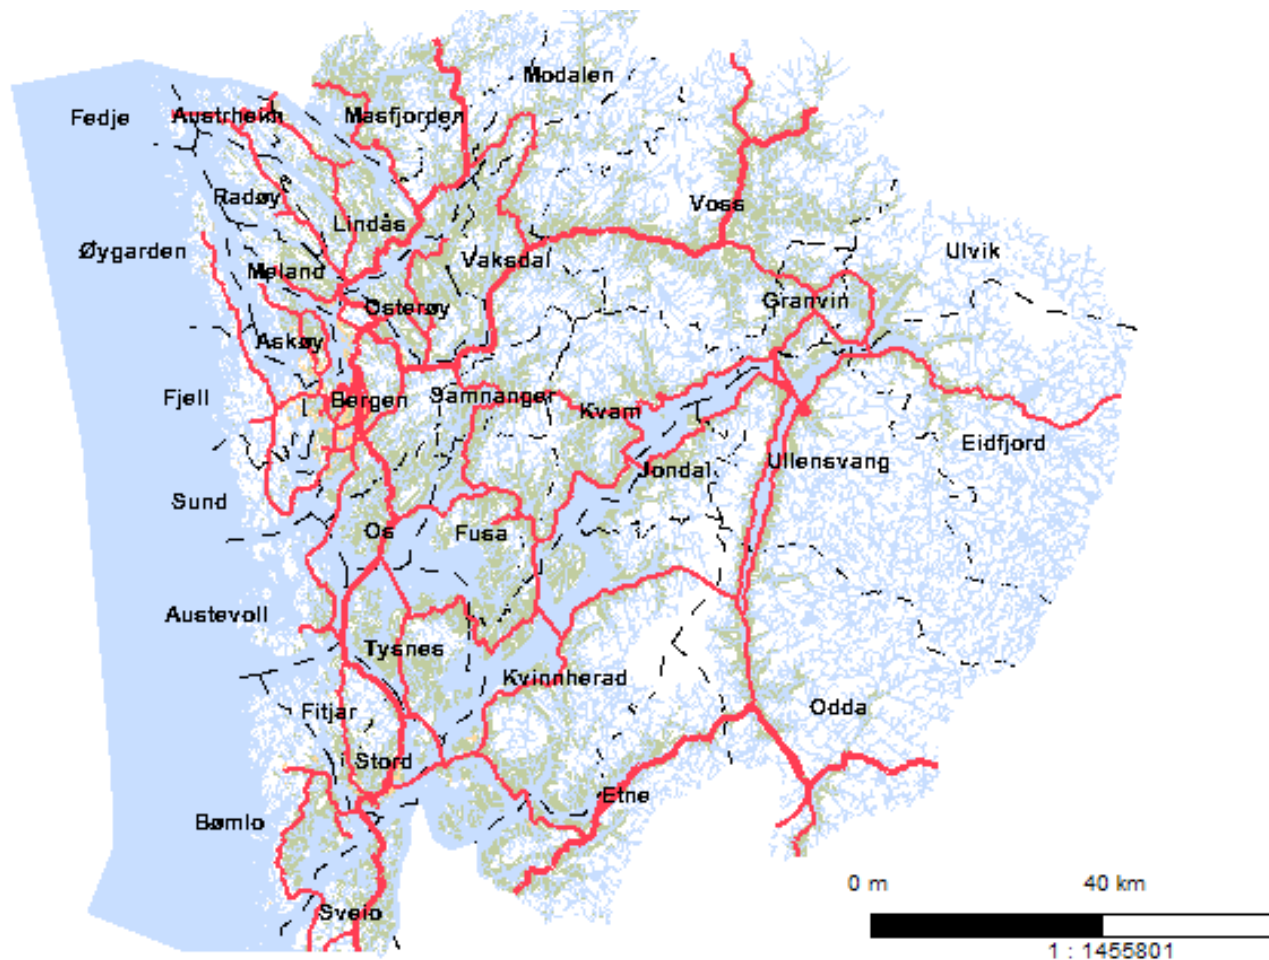 Modalen
Fedje
Austrheim
Masfjorden
Radøy
Voss
Lindås
Øygarden
Ulvik
Vaksdal
Meland
Granvin
Osterøy
Askøy
Samnanger
Fjell
Bergen
Kvam
Eidfjord
Ullensvang
Jondal
Sund
Os
Fusa
Austevoll
Tysnes
Kvinnherad
Odda
Fitjar
Stord
Etne
Bømlo
0 m 40 km
Sveio
1 : 1455801